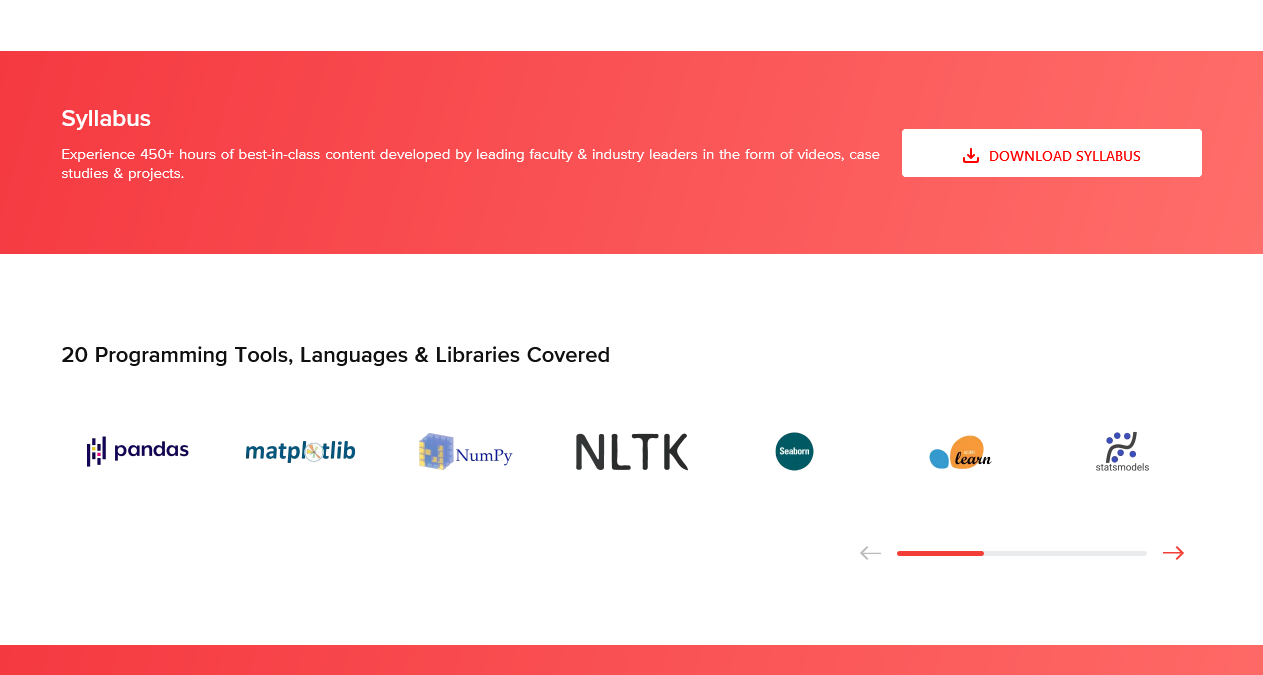 Syllabus
Experience 450+ hours of best-in-class content developed by leading faculty & industry leaders in the form of videos, case
studies & projects.
DOWNLOAD SYLLABUS
20 Programming Tools, Languages & Libraries Covered
pandas
matplotlib
NumPy
NLTK
Seaborn
learn
statsmodels